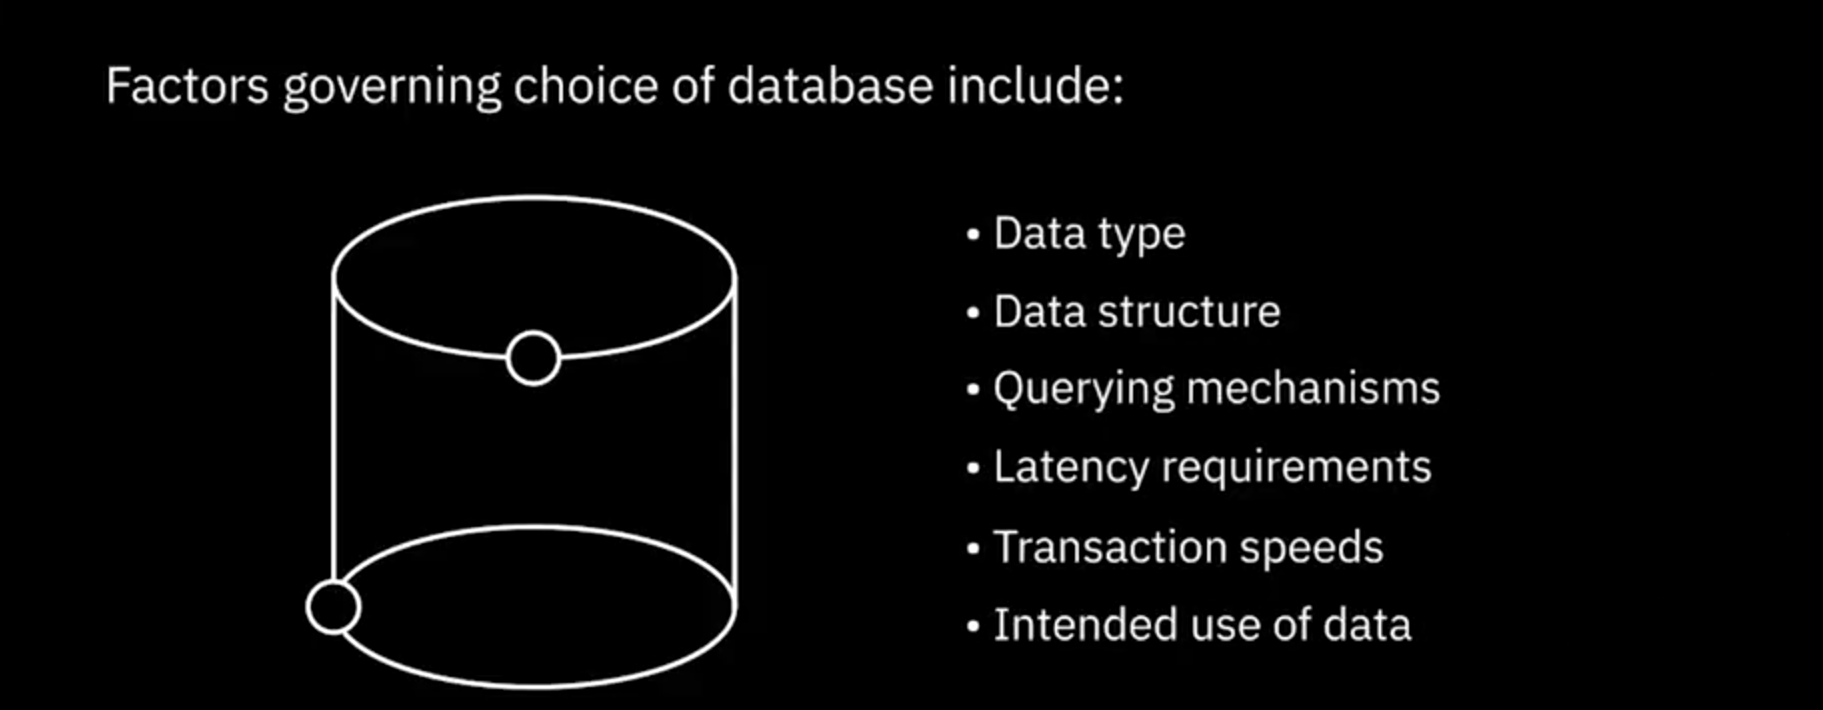 Factors governing choice of database include:
• Data type
• Data structure
• Querying mechanisms
• Latency requirements
• Transaction speeds
• Intended use of data